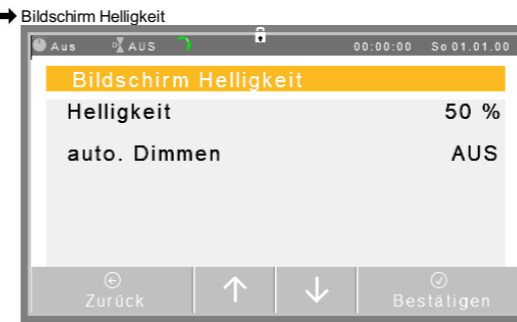 Bildschirm Helligkeit
Aus AUS 00:00:00 So 01.01.00
Bildschirm Helligkeit
Helligkeit 50 %
auto. Dimmen AUS
Zurück Bestätigen